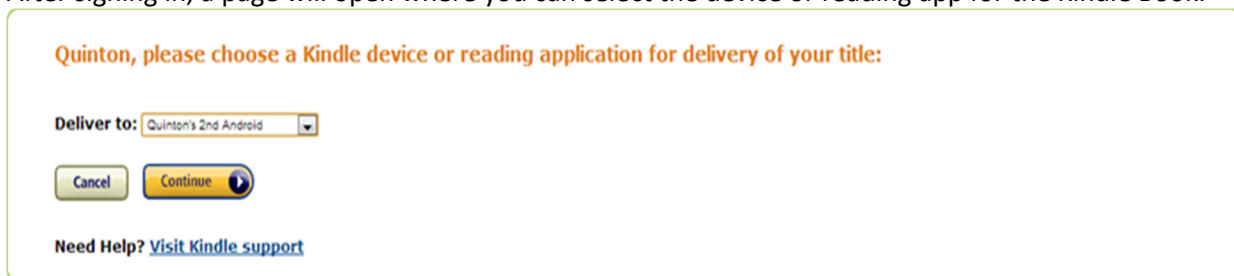 After signing in, a page will open where you can select the device or reading app for the Kindle Book.
Quinton, please choose a Kindle device or reading application for delivery of your title:
Deliver to: Quinton's 2nd Android
Cancel Continue
Need Help? Visit Kindle support